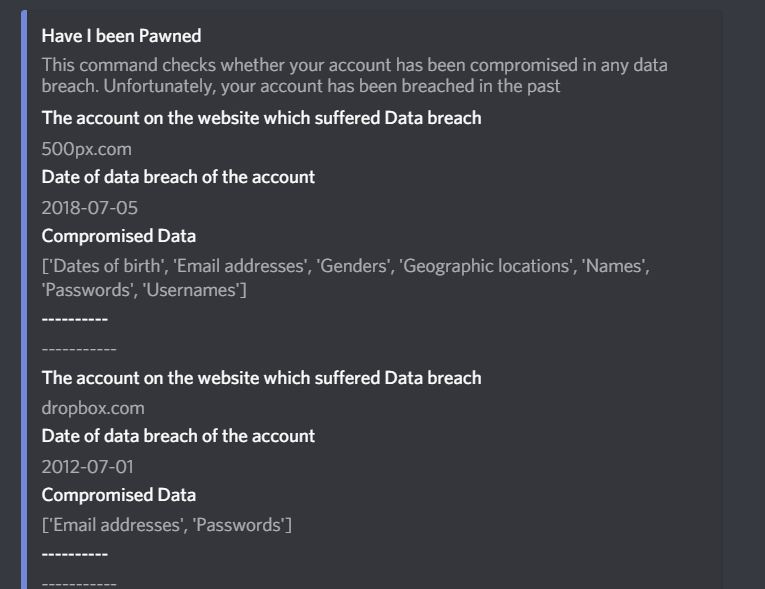 Have I been Pawned
This command checks whether your account has been compromised in any data
breach. Unfortunately, your account has been breached in the past
The account on the website which suffered Data breach
500px.com
Date of data breach of the account
2018-07-05
Compromised Data
['Dates of birth', 'Email addresses', 'Genders', 'Geographic locations', 'Names',
'Passwords', 'Usernames']
----------
-----------
The account on the website which suffered Data breach
dropbox.com
Date of data breach of the account
2012-07-01
Compromised Data
['Email addresses', 'Passwords']
----------
-----------